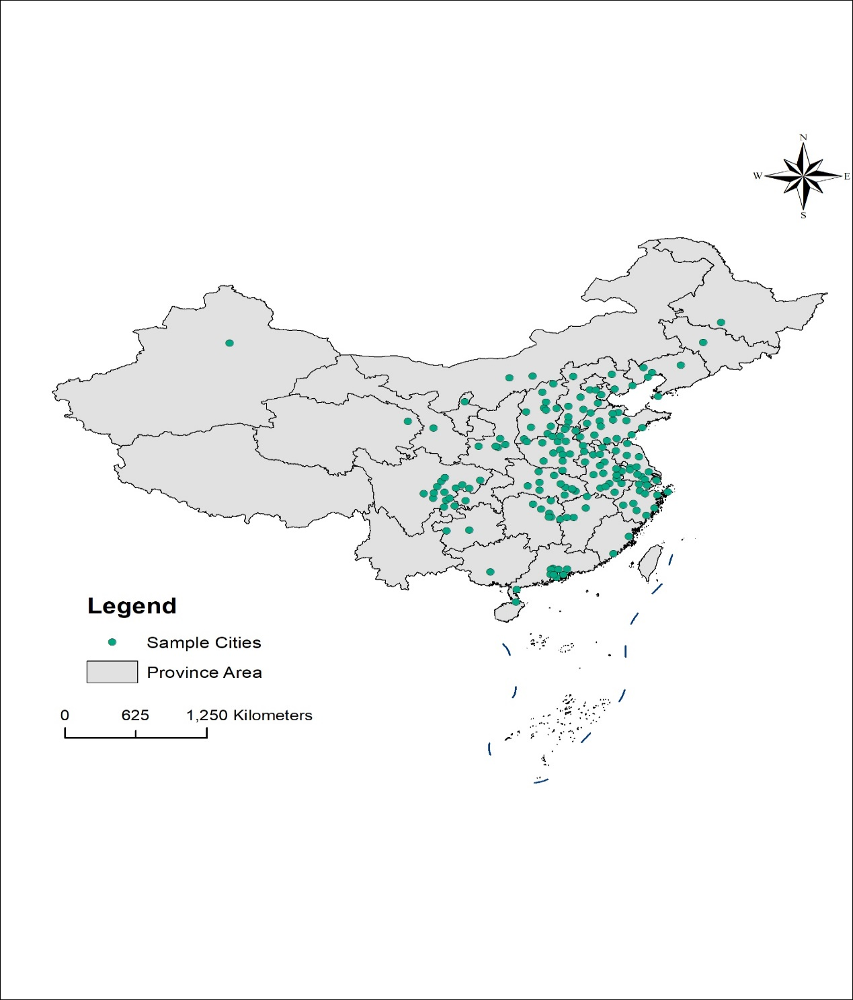 N
W E
S
Legend
Sample Cities
Province Area
0 625 1,250 Kilometers